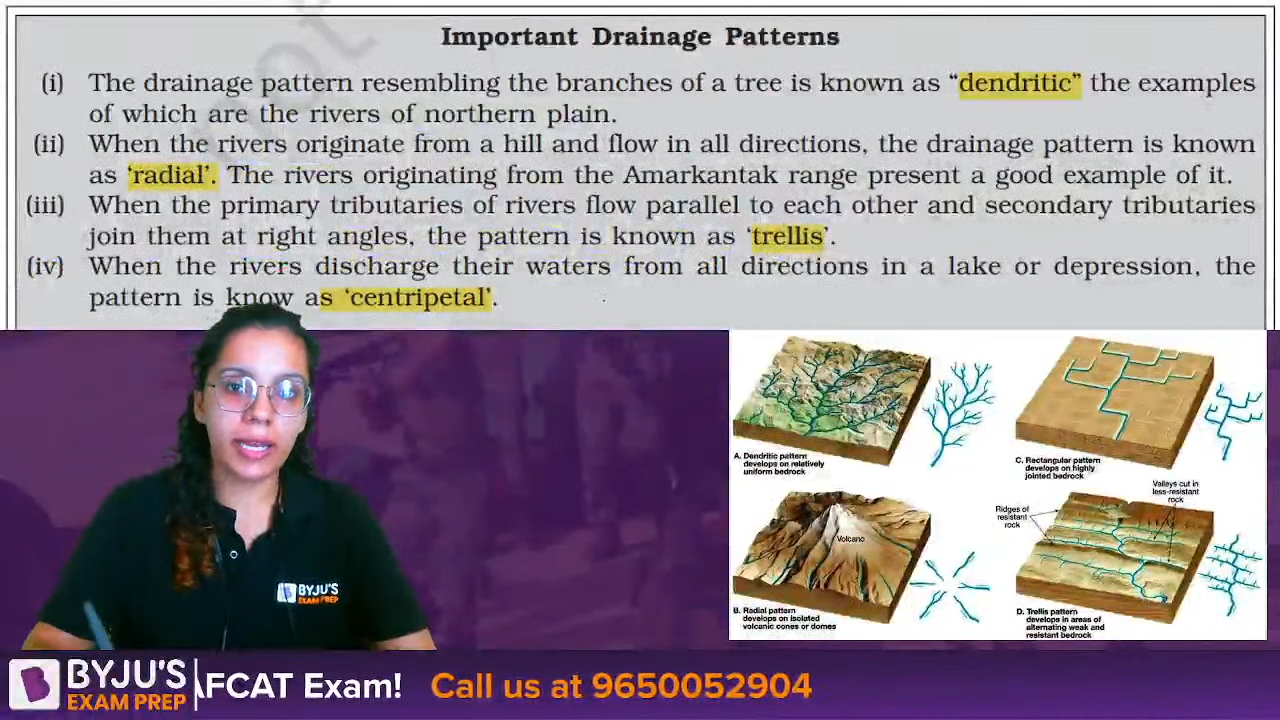 Important Drainage Patterns
(i) The drainage pattern resembling the branches of a tree is known as “dendritic” the examples
of which are the rivers of northern plain.
(ii) When the rivers originate from a hill and flow in all directions, the drainage pattern is known
as ‘radial’. The rivers originating from the Amarkantak range present a good example of it.
(iii) When the primary tributaries of rivers flow parallel to each other and secondary tributaries
join them at right angles, the pattern is known as ‘trellis’.
(iv) When the rivers discharge their waters from all directions in a lake or depression, the
pattern is know as ‘centripetal’.
A. Dendritic pattern
develops on relatively
uniform bedrock
C. Rectangular pattern
develops on highly
jointed bedrock
Valleys cut in
less-resistant
rock
Ridges of
resistant
rock
Volcano
B. Radial pattern
develops on isolated
volcanic cones or domes
D. Trellis pattern
develops in areas of
alternating weak and
resistant bedrock
BYJU'S
EXAM PREP
BYJU'S
EXAM PREP
AFCAT Exam!
Call us at 9650052904